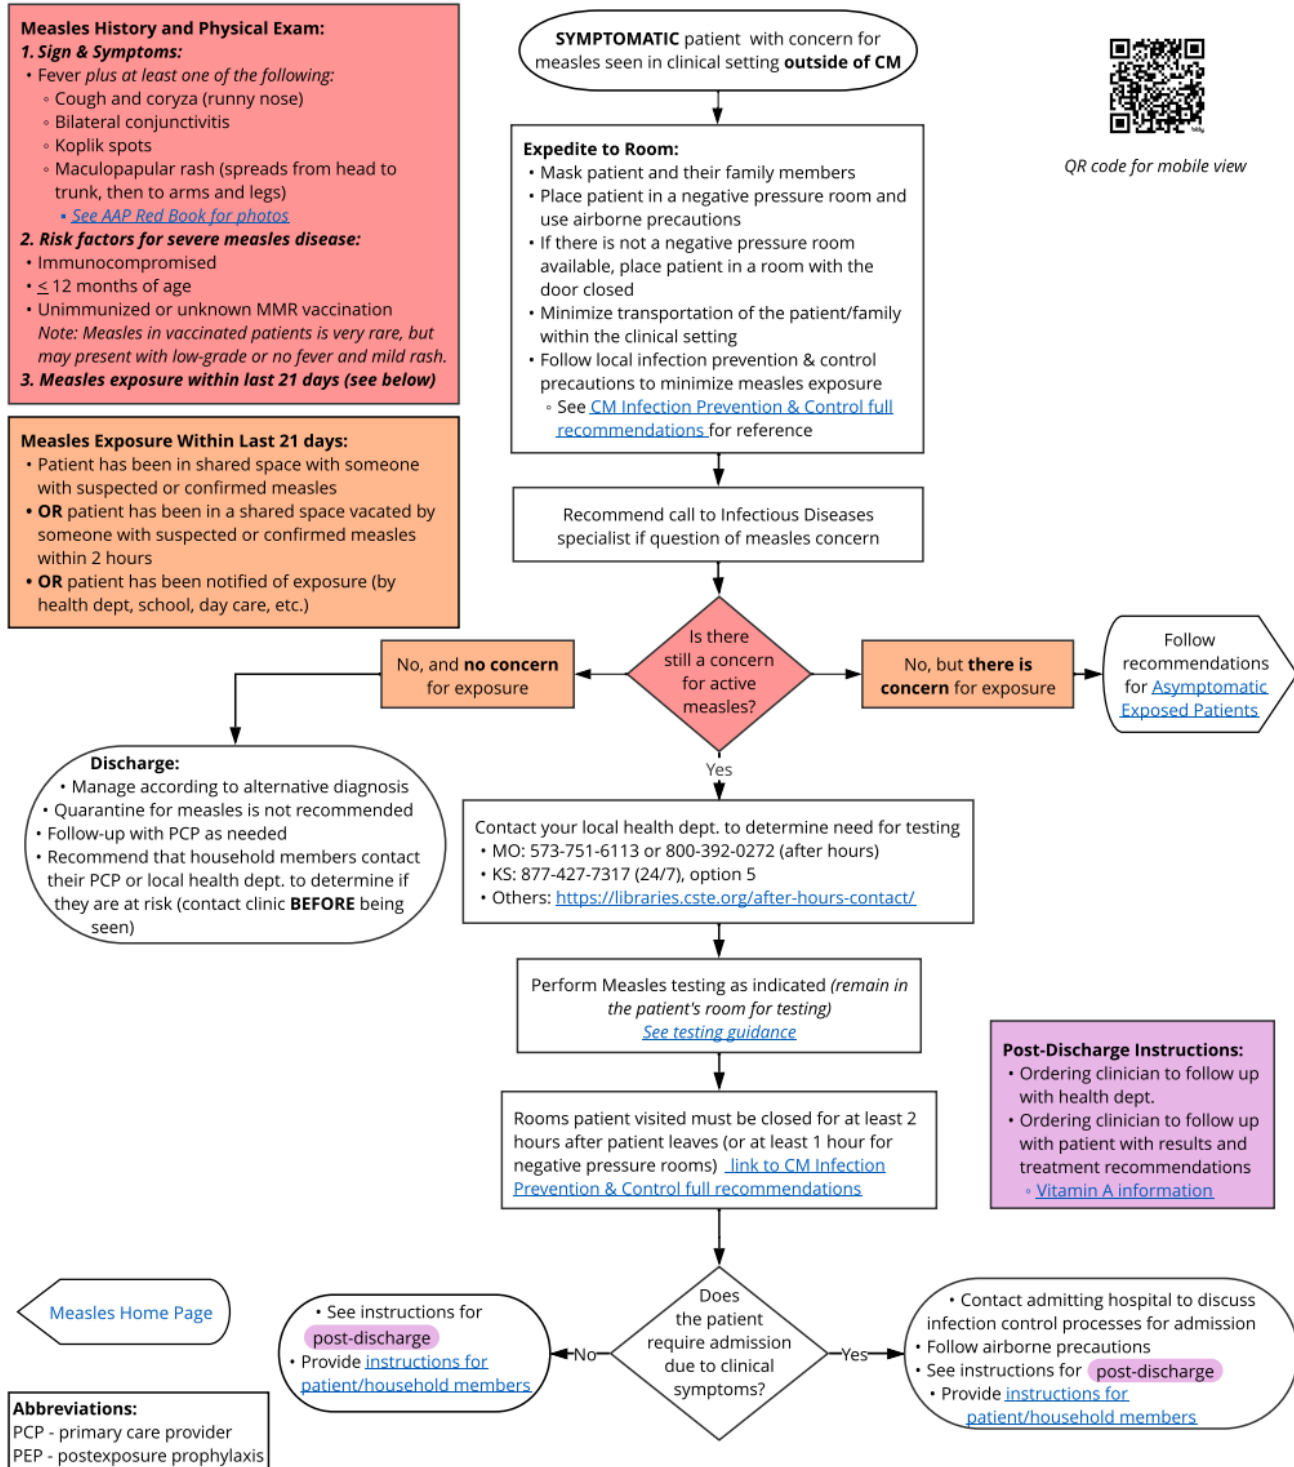 Measles History and Physical Exam:
1. Sign & Symptoms:
• Fever plus at least one of the following:
◦ Cough and coryza (runny nose)
◦ Bilateral conjunctivitis
◦ Koplik spots
◦ Maculopapular rash (spreads from head to
trunk, then to arms and legs)
▪ See AAP Red Book for photos
2. Risk factors for severe measles disease:
• Immunocompromised
• < 12 months of age
• Unimmunized or unknown MMR vaccination
Note: Measles in vaccinated patients is very rare, but
may present with low-grade or no fever and mild rash.
3. Measles exposure within last 21 days (see below)
Measles Exposure Within Last 21 days:
• Patient has been in shared space with someone
with suspected or confirmed measles
• OR patient has been in a shared space vacated by
someone with suspected or confirmed measles
within 2 hours
• OR patient has been notified of exposure (by
health dept, school, day care, etc.)
SYMPTOMATIC patient with concern for
measles seen in clinical setting outside of CM
QR code for mobile view
Expedite to Room:
• Mask patient and their family members
• Place patient in a negative pressure room and
use airborne precautions
• If there is not a negative pressure room
available, place patient in a room with the
door closed
• Minimize transportation of the patient/family
within the clinical setting
• Follow local infection prevention & control
precautions to minimize measles exposure
◦ See CM Infection Prevention & Control full
recommendations for reference
Recommend call to Infectious Diseases
specialist if question of measles concern
Is there
still a concern
for active
measles?
No, and no concern
for exposure
No, but there is
concern for exposure
Follow
recommendations
for Asymptomatic
Exposed Patients
Discharge:
• Manage according to alternative diagnosis
• Quarantine for measles is not recommended
• Follow-up with PCP as needed
• Recommend that household members contact
their PCP or local health dept. to determine if
they are at risk (contact clinic BEFORE being
seen)
Yes
Contact your local health dept. to determine need for testing
• MO: 573-751-6113 or 800-392-0272 (after hours)
• KS: 877-427-7317 (24/7), option 5
• Others: https://libraries.cste.org/after-hours-contact/
Perform Measles testing as indicated (remain in
the patient's room for testing)
See testing guidance
Rooms patient visited must be closed for at least 2
hours after patient leaves (or at least 1 hour for
negative pressure rooms) link to CM Infection
Prevention & Control full recommendations
Post-Discharge Instructions:
• Ordering clinician to follow up
with health dept.
• Ordering clinician to follow up
with patient with results and
treatment recommendations
◦ Vitamin A information
Does
the patient
require admission
due to clinical
symptoms?
No
Yes
• See instructions for
post-discharge
• Provide instructions for
patient/household members
• Contact admitting hospital to discuss
infection control processes for admission
• Follow airborne precautions
• See instructions for post-discharge
• Provide instructions for
patient/household members
Measles Home Page
Abbreviations:
PCP - primary care provider
PEP - postexposure prophylaxis